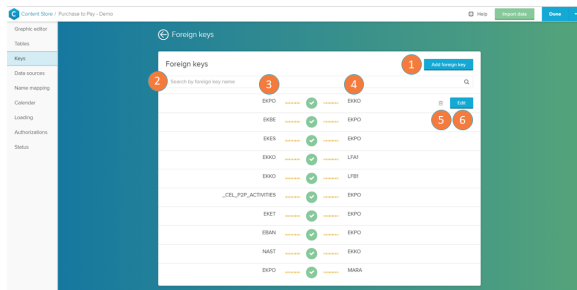 Content Store / Purchase to Pay - Demo
Help
Import data
Done
Graphic editor
Tables
Keys
Data sources
Name mapping
Calendar
Loading
Authorizations
Status
Foreign keys
Foreign keys
1
Add foreign key
2
Search by foreign key name
3
4
EKPO EKKO
Edit
5 6
EKBE EKPO
EKES EKPO
EKKO LFA1
EKKO LFB1
_CEL_P2P_ACTIVITIES EKPO
EKET EKPO
EBAN EKPO
NAST EKKO
EKPO MARA